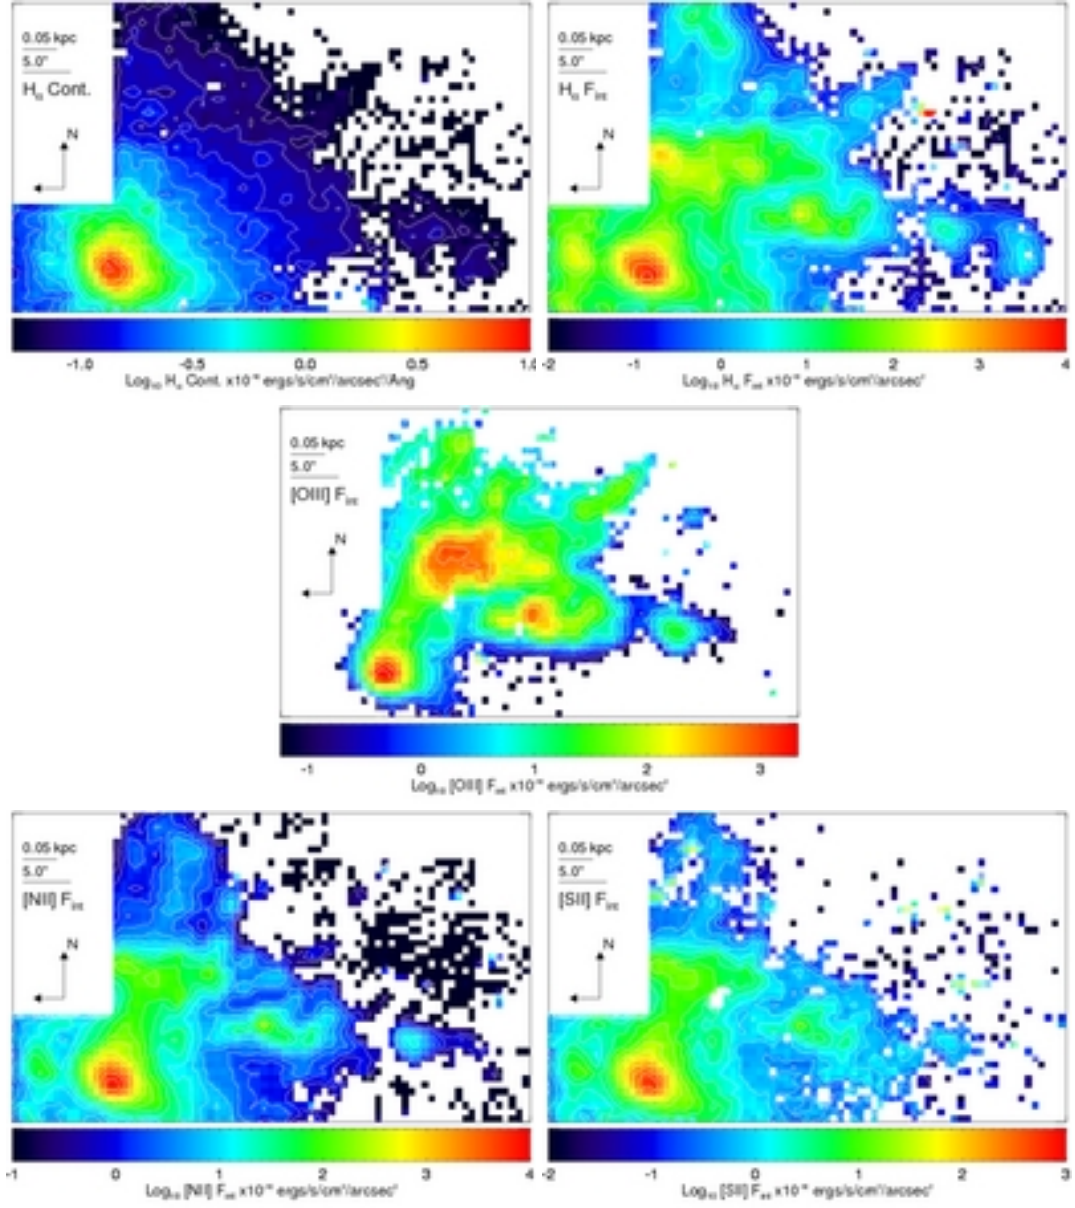 0.05 kpc
5.0"
Hα Cont.
N
-1.0 -0.5 0.0 0.5 1.0
Log₁₀ Hα Cont. ergs/s/cm²/arcsec²/Ang
0.05 kpc
5.0"
Hα Fint
N
-2 -1 0 1 2 3 4
Log₁₀ Hα Fint ergs/s/cm²/arcsec²
0.05 kpc
5.0"
[OIII] Fint
N
-1 0 1 2 3
Log₁₀ [OIII] Fint ergs/s/cm²/arcsec²
0.05 kpc
5.0"
[NII] Fint
N
-1 0 1 2 3 4
Log₁₀ [NII] Fint ergs/s/cm²/arcsec²
0.05 kpc
5.0"
[SII] Fint
N
-2 -1 0 1 2 3
Log₁₀ [SII] Fint ergs/s/cm²/arcsec²